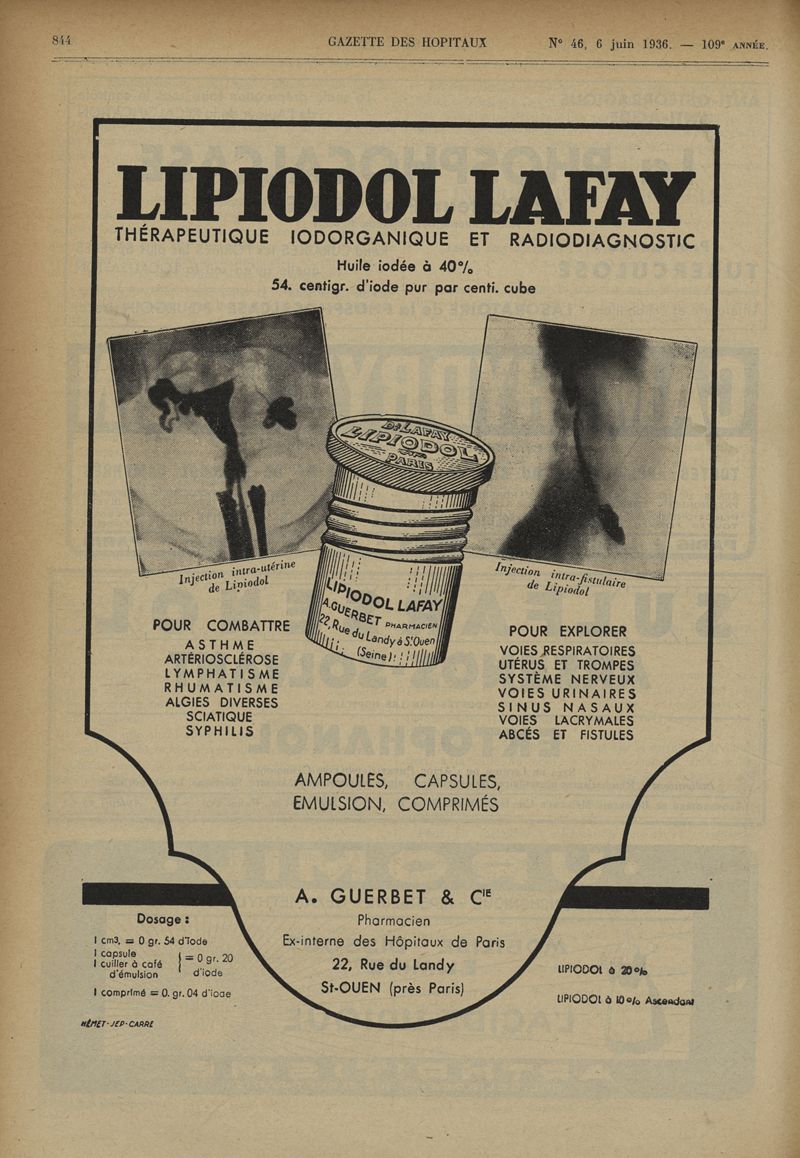 844 GAZETTE DES HOPITAUX N° 46, 6 juin 1936. — 109e ANNÉE.
LIPIODOL LAFAY
THÉRAPEUTIQUE IODORGANIQUE ET RADIODIAGNOSTIC
Huile iodée à 40%
54. centigr. d'iode pur par centi. cube
Dr LAFAY
LIPIODOL
PARIS
LIPIODOL LAFAY
A. GUERBET PHARMACIEN
22, Rue du Landy à St Ouen
(Seine)
Injection intra-utérine
de Lipiodol
Injection intra-fistulaire
de Lipiodol
POUR COMBATTRE
ASTHME
ARTÉRIOSCLÉROSE
LYMPHATISME
RHUMATISME
ALGIES DIVERSES
SCIATIQUE
SYPHILIS
POUR EXPLORER
VOIES RESPIRATOIRES
UTÉRUS ET TROMPES
SYSTÈME NERVEUX
VOIES URINAIRES
SINUS NASAUX
VOIES LACRYMALES
ABCÉS ET FISTULES
AMPOULES, CAPSULES,
EMULSION, COMPRIMÉS
A. GUERBET & CIE
Pharmacien
Ex-interne des Hôpitaux de Paris
22, Rue du Landy
St-OUEN (près Paris)
Dosage :
1 cm3, = 0 gr. 54 d'iode
1 capsule
1 cuiller à café
d'émulsion
= 0 gr. 20
d'iode
1 comprimé = 0. gr. 04 d'iode
LIPIODOL à 20%
LIPIODOL à 10% Ascendant
NÉMET-JEP-CARRÉ